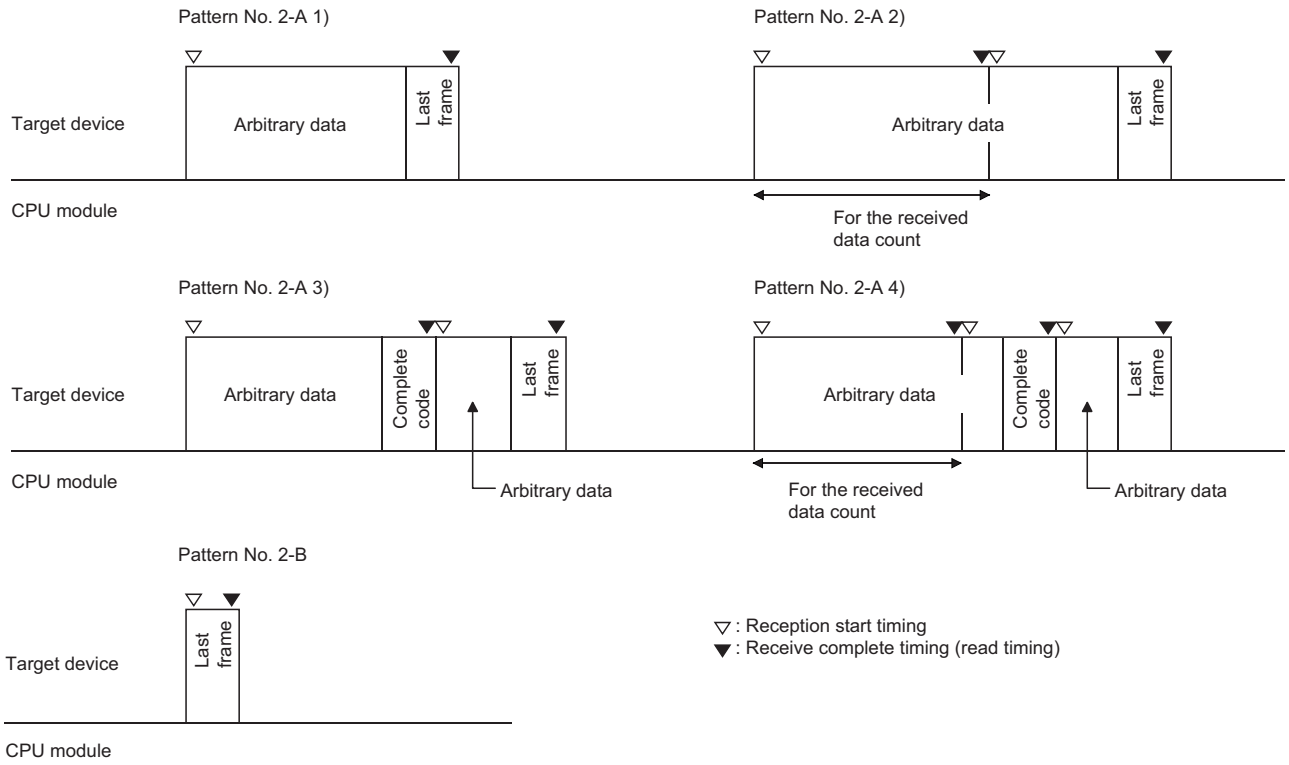 Pattern No. 2-A 1)
Pattern No. 2-A 2)
Target device
Arbitrary data
Last
frame
Arbitrary data
Last
frame
CPU module
For the received
data count
Pattern No. 2-A 3)
Pattern No. 2-A 4)
Target device
Arbitrary data
Complete
code
Last
frame
Arbitrary data
Complete
code
Last
frame
CPU module
Arbitrary data
For the received
data count
Arbitrary data
Pattern No. 2-B
Target device
Last
frame
: Reception start timing
: Receive complete timing (read timing)
CPU module